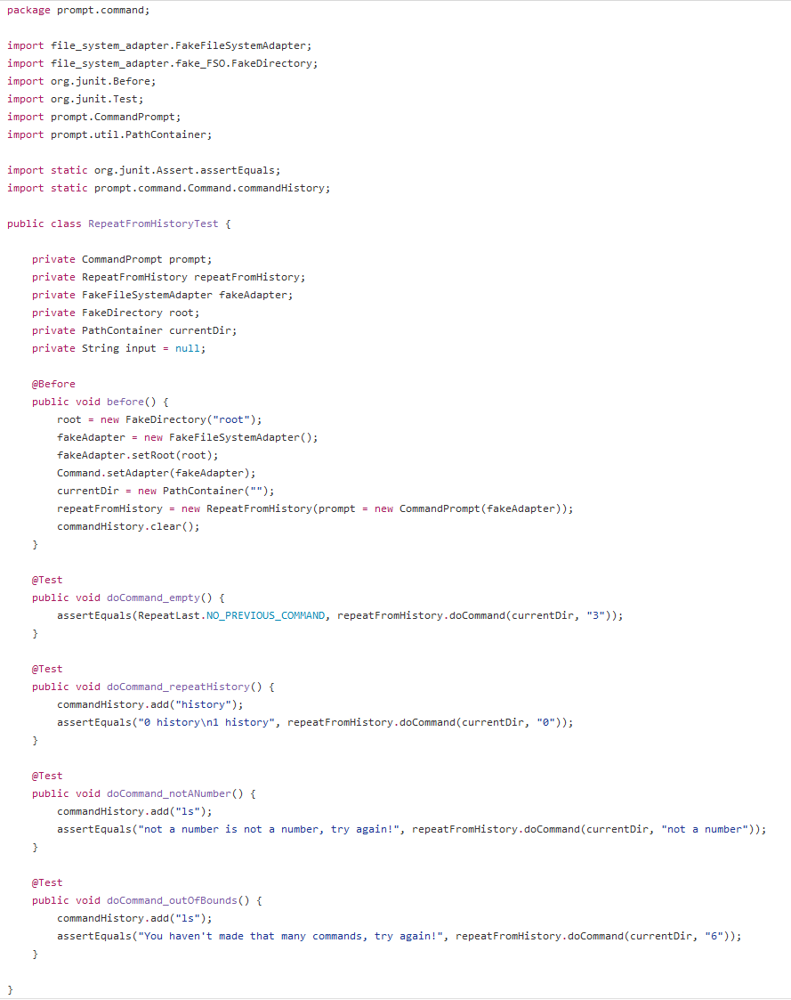 package prompt.command;

import file_system_adapter.FakeFileSystemAdapter;
import file_system_adapter.fake_FSO.FakeDirectory;
import org.junit.Before;
import org.junit.Test;
import prompt.CommandPrompt;
import prompt.util.PathContainer;

import static org.junit.Assert.assertEquals;
import static prompt.command.Command.commandHistory;

public class RepeatFromHistoryTest {

    private CommandPrompt prompt;
    private RepeatFromHistory repeatFromHistory;
    private FakeFileSystemAdapter fakeAdapter;
    private FakeDirectory root;
    private PathContainer currentDir;
    private String input = null;

    @Before
    public void before() {
        root = new FakeDirectory("root");
        fakeAdapter = new FakeFileSystemAdapter();
        fakeAdapter.setRoot(root);
        Command.setAdapter(fakeAdapter);
        currentDir = new PathContainer("");
        repeatFromHistory = new RepeatFromHistory(prompt = new CommandPrompt(fakeAdapter));
        commandHistory.clear();
    }

    @Test
    public void doCommand_empty() {
        assertEquals(RepeatLast.NO_PREVIOUS_COMMAND, repeatFromHistory.doCommand(currentDir, "3"));
    }

    @Test
    public void doCommand_repeatHistory() {
        commandHistory.add("history");
        assertEquals("0 history\n1 history", repeatFromHistory.doCommand(currentDir, "0"));
    }

    @Test
    public void doCommand_notANumber() {
        commandHistory.add("ls");
        assertEquals("not a number is not a number, try again!", repeatFromHistory.doCommand(currentDir, "not a number"));
    }

    @Test
    public void doCommand_outOfBounds() {
        commandHistory.add("ls");
        assertEquals("You haven't made that many commands, try again!", repeatFromHistory.doCommand(currentDir, "6"));
    }

}